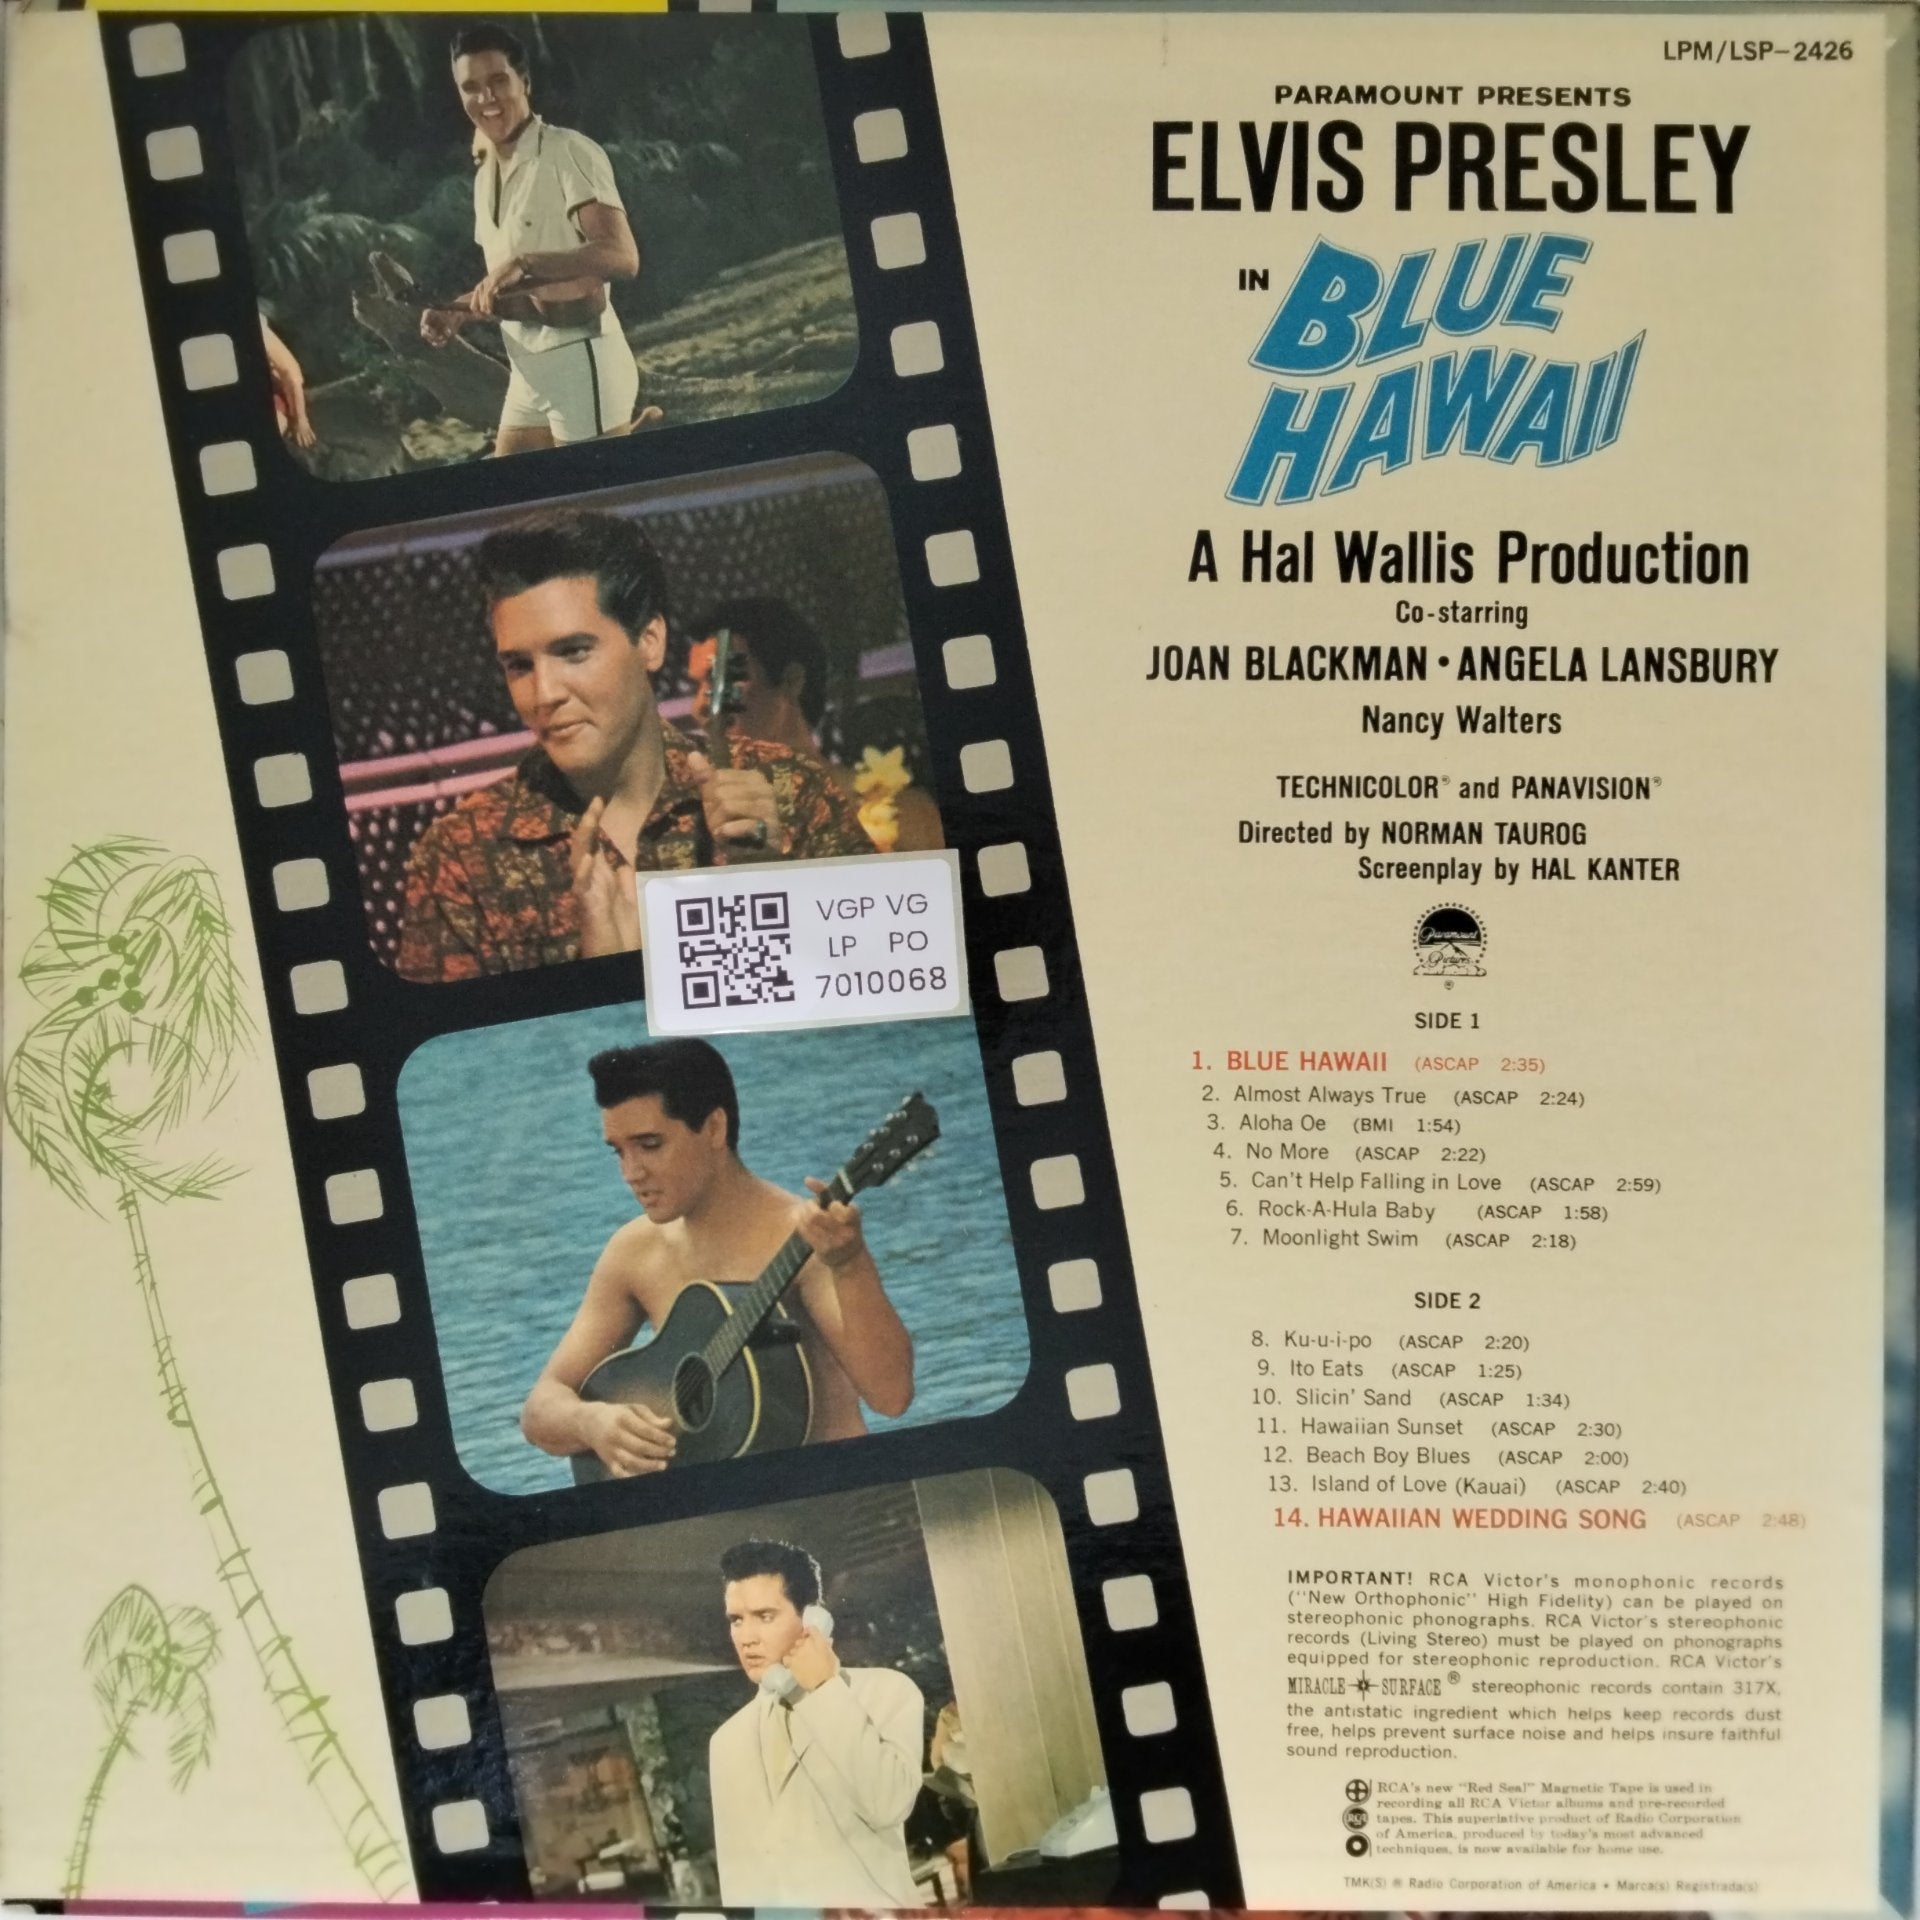 LPM/LSP-2426
PARAMOUNT PRESENTS
ELVIS PRESLEY
IN BLUE
HAWAII
A Hal Wallis Production
Co-starring
JOAN BLACKMAN • ANGELA LANSBURY
Nancy Walters
TECHNICOLOR® and PANAVISION®
Directed by NORMAN TAUROG
Screenplay by HAL KANTER
Paramount
Pictures
®
VGP VG
LP PO
7010068
SIDE 1
1. BLUE HAWAII (ASCAP 2:35)
2. Almost Always True (ASCAP 2:24)
3. Aloha Oe (BMI 1:54)
4. No More (ASCAP 2:22)
5. Can't Help Falling in Love (ASCAP 2:59)
6. Rock-A-Hula Baby (ASCAP 1:58)
7. Moonlight Swim (ASCAP 2:18)
SIDE 2
8. Ku-u-i-po (ASCAP 2:20)
9. Ito Eats (ASCAP 1:25)
10. Slicin' Sand (ASCAP 1:34)
11. Hawaiian Sunset (ASCAP 2:30)
12. Beach Boy Blues (ASCAP 2:00)
13. Island of Love (Kauai) (ASCAP 2:40)
14. HAWAIIAN WEDDING SONG (ASCAP 2:48)
IMPORTANT! RCA Victor's monophonic records
("New Orthophonic" High Fidelity) can be played on
stereophonic phonographs. RCA Victor's stereophonic
records (Living Stereo) must be played on phonographs
equipped for stereophonic reproduction. RCA Victor's
MIRACLE SURFACE® stereophonic records contain 317X,
the antistatic ingredient which helps keep records dust
free, helps prevent surface noise and helps insure faithful
sound reproduction.
RCA's new "Red Seal" Magnetic Tape is used in
recording all RCA Victor albums and pre-recorded
tapes. This superlative product of Radio Corporation
of America, produced by today's most advanced
techniques, is now available for home use.
RCA
TMK(S) ® Radio Corporation of America • Marca(s) Registrada(s)